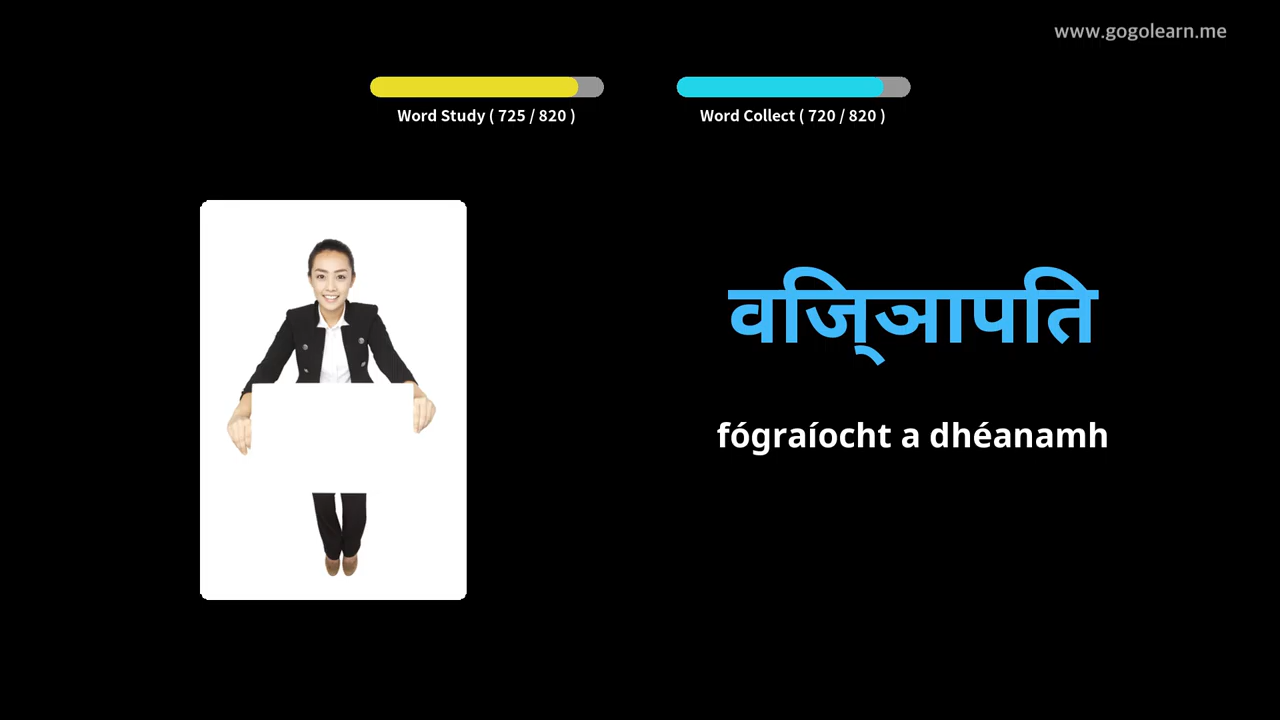 www.gogolearn.me
Word Study ( 725 / 820 )
Word Collect ( 720 / 820 )
वज्ञिापति
fógraíocht a dhéanamh